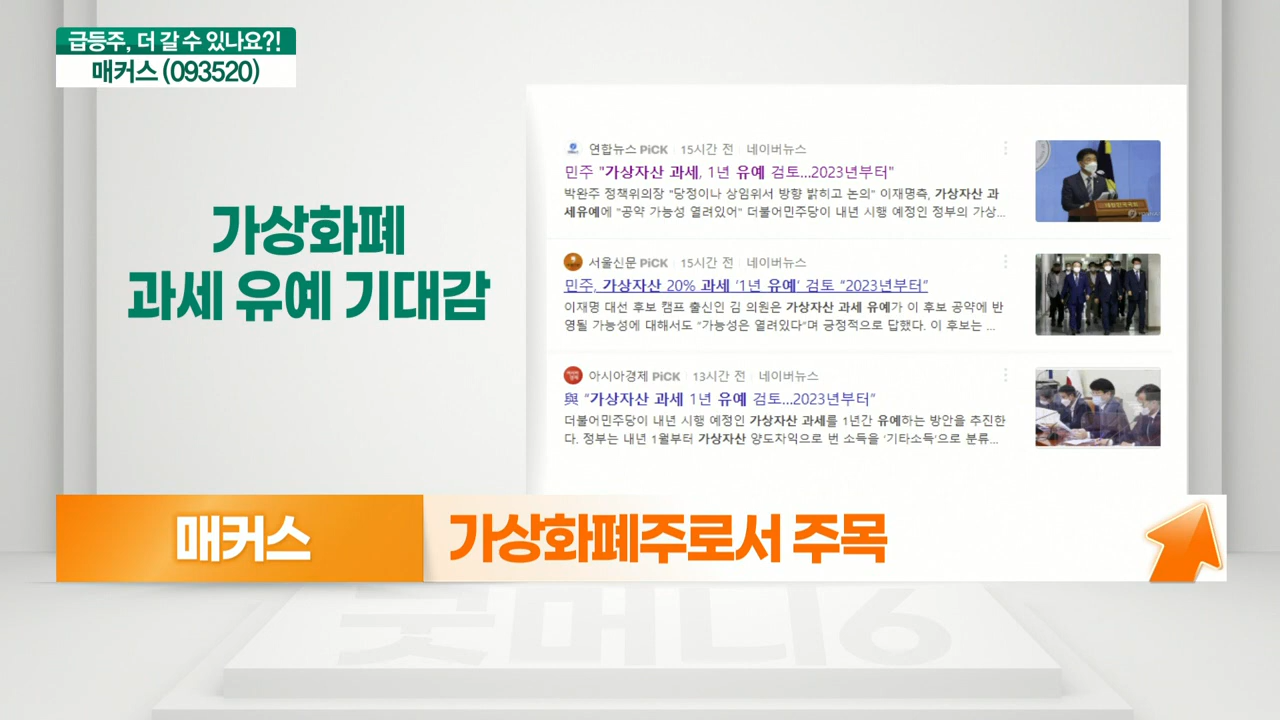 급등주, 더 갈 수 있나요?!
매커스 (093520)
가상화폐
과세 유예 기대감
연합뉴스 PiCK 15시간 전 네이버뉴스
민주 "가상자산 과세, 1년 유예 검토...2023년부터"
박완주 정책위의장 "당정이나 상임위서 방향 밝히고 논의" 이재명측, 가상자산 과
세유예에 "공약 가능성 열려있어" 더불어민주당이 내년 시행 예정인 정부의 가상...
서울신문 PiCK 15시간 전 네이버뉴스
민주, 가상자산 20% 과세 ‘1년 유예’ 검토 “2023년부터”
이재명 대선 후보 캠프 출신인 김 의원은 가상자산 과세 유예가 이 후보 공약에 반
영될 가능성에 대해서도 "가능성은 열려있다"며 긍정적으로 답했다. 이 후보는 ...
아시아경제 PiCK 13시간 전 네이버뉴스
與 “가상자산 과세 1년 유예 검토...2023년부터”
더불어민주당이 내년 시행 예정인 가상자산 과세를 1년간 유예하는 방안을 추진한
다. 정부는 내년 1월부터 가상자산 양도차익으로 번 소득을 '기타소득'으로 분류...
매커스
가상화폐주로서 주목
굿머니6